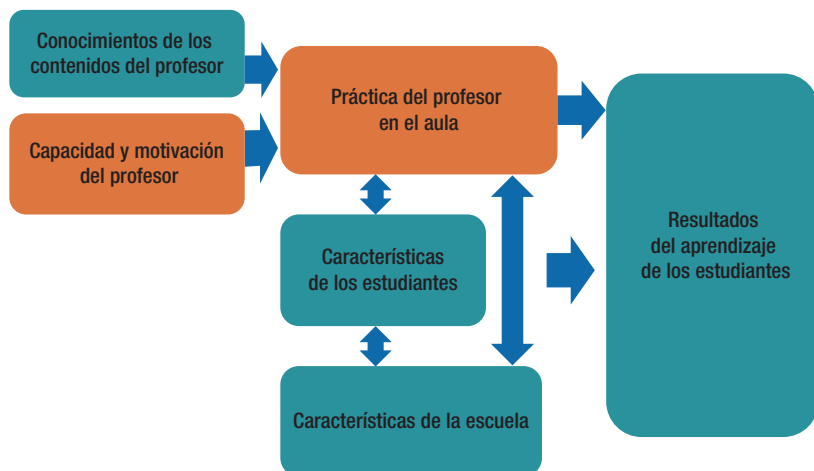 Conocimientos de los
contenidos del profesor
Capacidad y motivación
del profesor
Práctica del profesor
en el aula
Características
de los estudiantes
Características de la escuela
Resultados
del aprendizaje
de los estudiantes